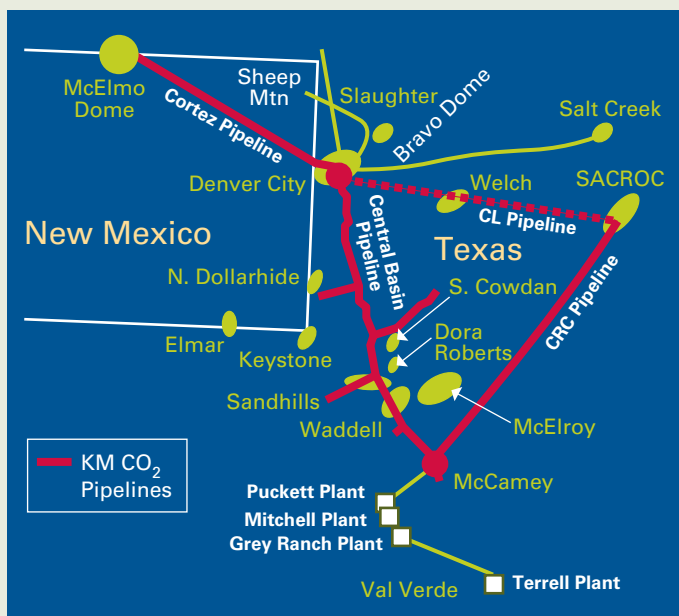 McElmo
Dome
Sheep
Mtn
Cortez Pipeline
Slaughter
Bravo Dome
Salt Creek
Denver City
Welch
SACROC
CL Pipeline
New Mexico
Central Basin
Pipeline
Texas
N. Dollarhide
S. Cowdan
CRC Pipeline
Elmar
Keystone
Dora
Roberts
Sandhills
Waddell
McElroy
KM CO₂
Pipelines
McCamey
Puckett Plant
Mitchell Plant
Grey Ranch Plant
Val Verde
Terrell Plant